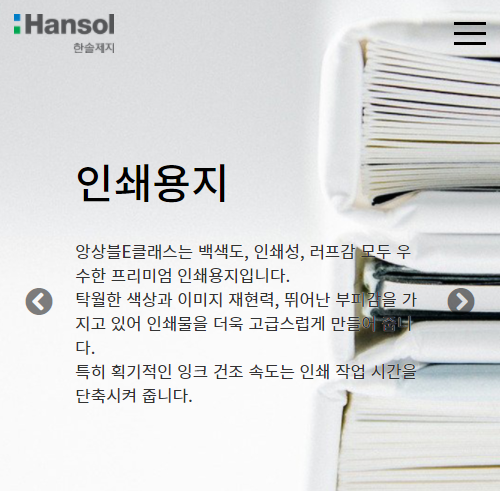 Hansol
한솔제지
인쇄용지
앙상블E클래스는 백색도, 인쇄성, 러프감 모두 우
수한 프리미엄 인쇄용지입니다.
탁월한 색상과 이미지 재현력, 뛰어난 부피감을 가
지고 있어 인쇄물을 더욱 고급스럽게 만들어 줍니
다.
특히 획기적인 잉크 건조 속도는 인쇄 작업 시간을
단축시켜 줍니다.